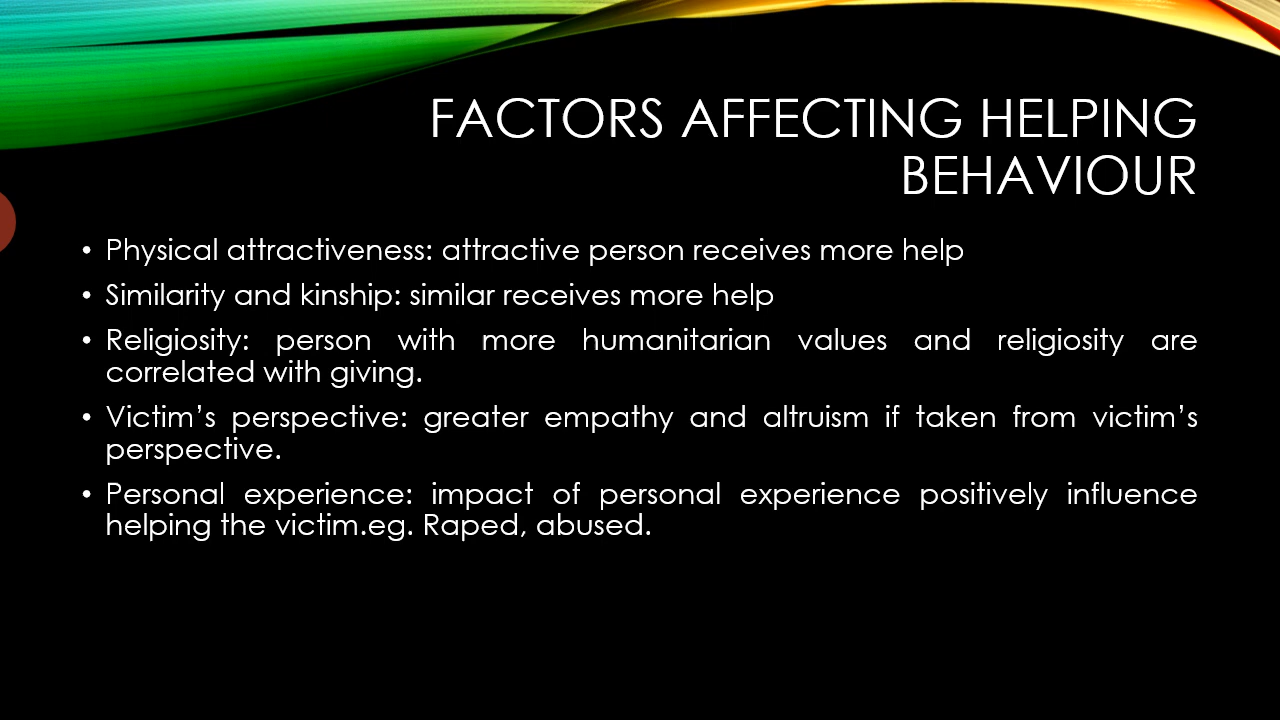 FACTORS AFFECTING HELPING
BEHAVIOUR
• Physical attractiveness: attractive person receives more help
• Similarity and kinship: similar receives more help
• Religiosity: person with more humanitarian values and religiosity are
correlated with giving.
• Victim’s perspective: greater empathy and altruism if taken from victim’s
perspective.
• Personal experience: impact of personal experience positively influence
helping the victim.eg. Raped, abused.